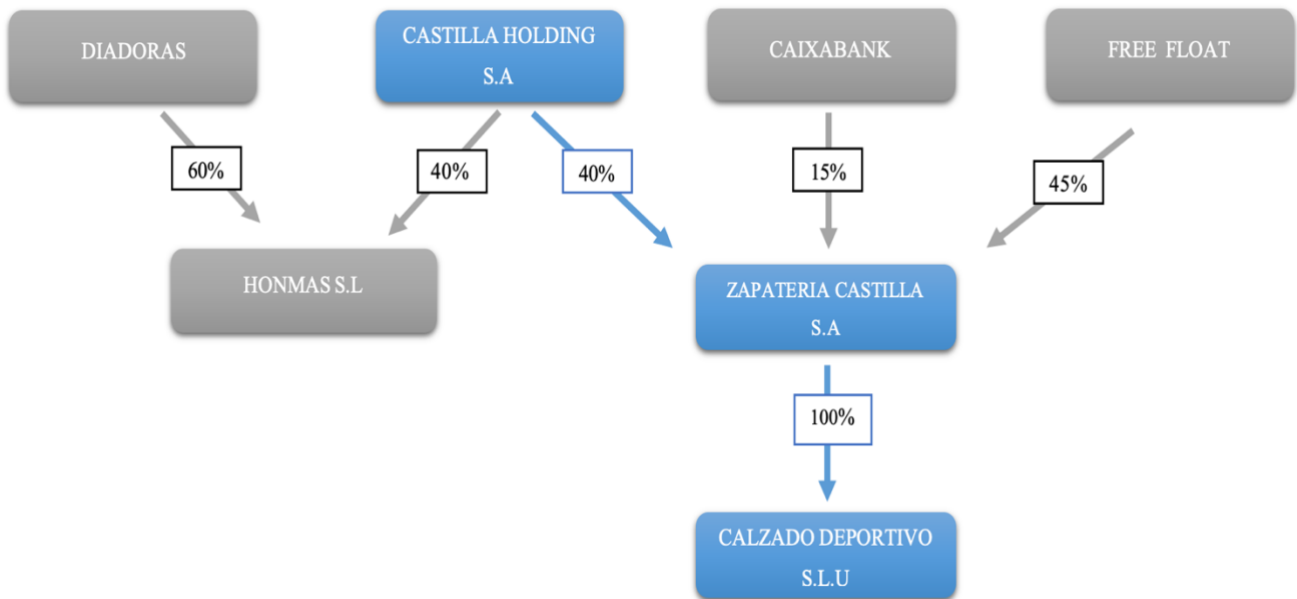 DIADORAS
CASTILLA HOLDING
S.A
CAIXABANK
FREE FLOAT
60%
40%
40%
15%
45%
HONMAS S.L
ZAPATERIA CASTILLA
S.A
100%
CALZADO DEPORTIVO
S.L.U